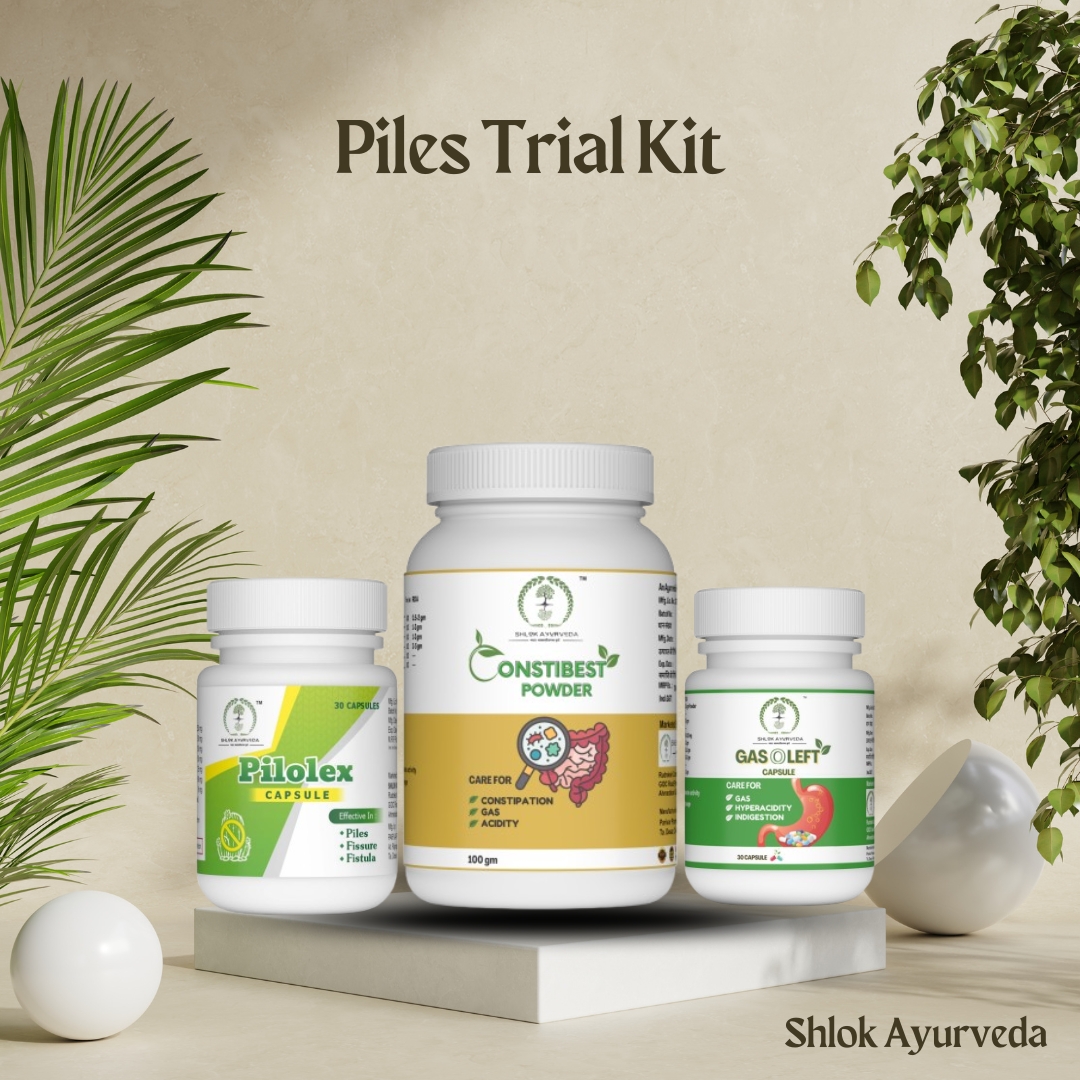 Piles Trial Kit
SHLOK AYURVEDA
TM
30 CAPSULES
Pilolex
CAPSULE
Effective In
Piles
Fissure
Fistula
TM
SHLOK AYURVEDA
CONSTIBEST
POWDER
CARE FOR
CONSTIPATION
GAS
ACIDITY
100 gm
SHLOK AYURVEDA
GAS O LEFT
CAPSULE
CARE FOR
GAS
HYPERACIDITY
INDIGESTION
30 CAPSULE
Shlok Ayurveda